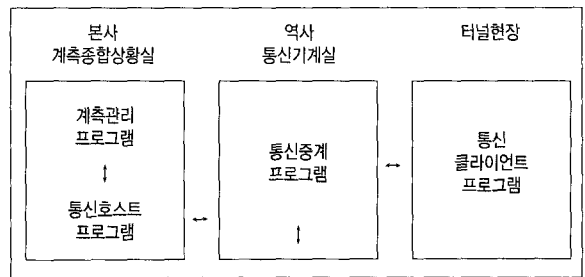 본사
계측종합상황실
계측관리
프로그램
↕
통신호스트
프로그램
↔
역사
통신기계실
통신중계
프로그램
↕
↔
터널현장
통신
클라이언트
프로그램